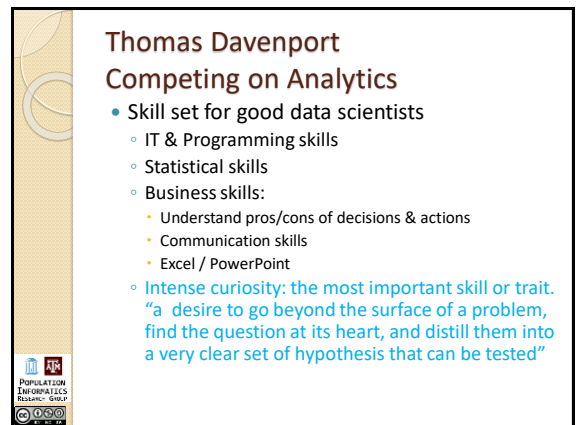 Thomas Davenport
Competing on Analytics
• Skill set for good data scientists
◦ IT & Programming skills
◦ Statistical skills
◦ Business skills:
• Understand pros/cons of decisions & actions
• Communication skills
• Excel / PowerPoint
◦ Intense curiosity: the most important skill or trait.
“a desire to go beyond the surface of a problem,
find the question at its heart, and distill them into
a very clear set of hypothesis that can be tested”
POPULATION
INFORMATICS
RESEARCH GROUP
BY NC SA